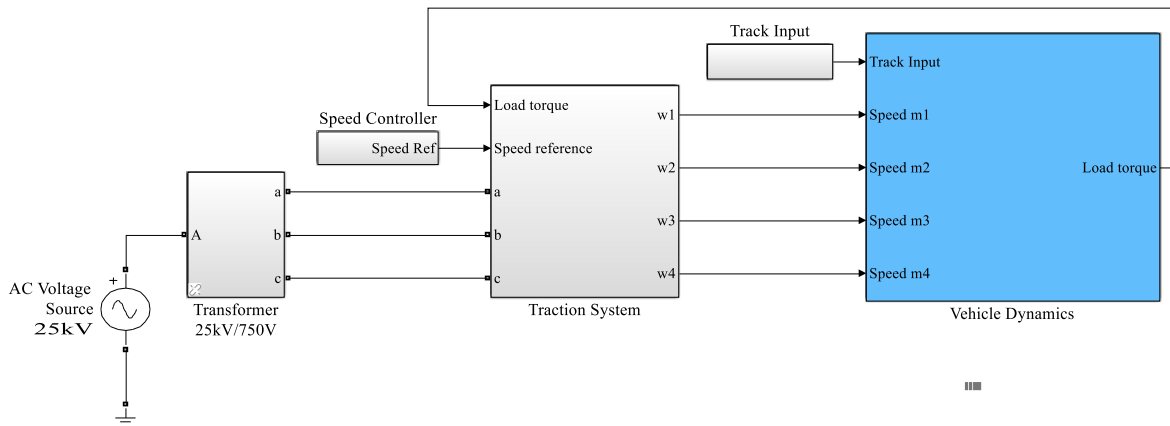 Track Input
Track Input
Load torque
w1
Speed m1
Speed Controller
Speed Ref
Speed reference
w2
Speed m2
Load torque
a
a
w3
Speed m3
A
b
b
c
c
w4
Speed m4
+
AC Voltage
Source
25kV
Transformer
25kV/750V
Traction System
Vehicle Dynamics